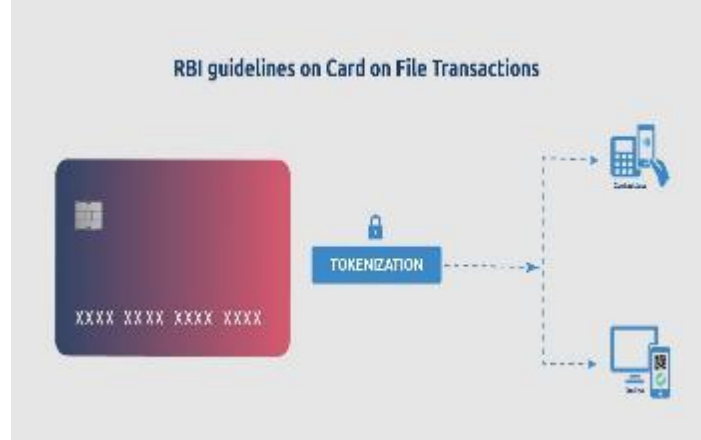 RBI guidelines on Card on File Transactions
TOKENIZATION
XXXX XXXX XXXX XXXX